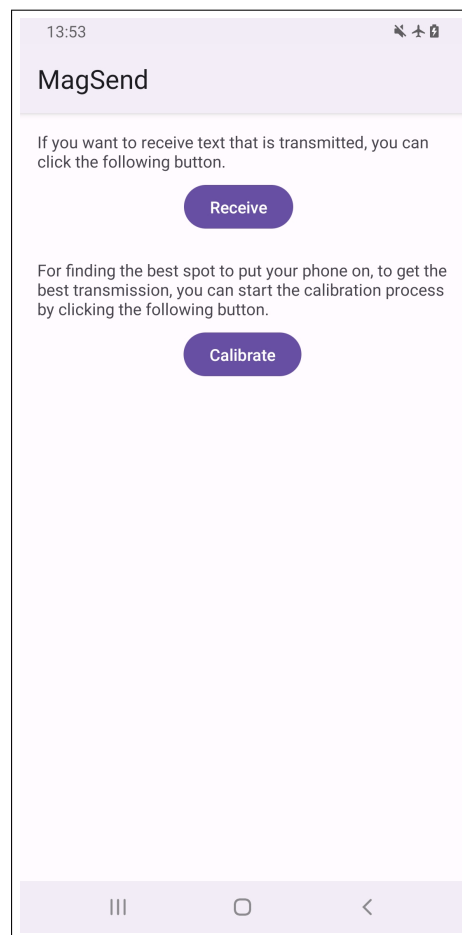 13:53
MagSend
If you want to receive text that is transmitted, you can
click the following button.
Receive
For finding the best spot to put your phone on, to get the
best transmission, you can start the calibration process
by clicking the following button.
Calibrate